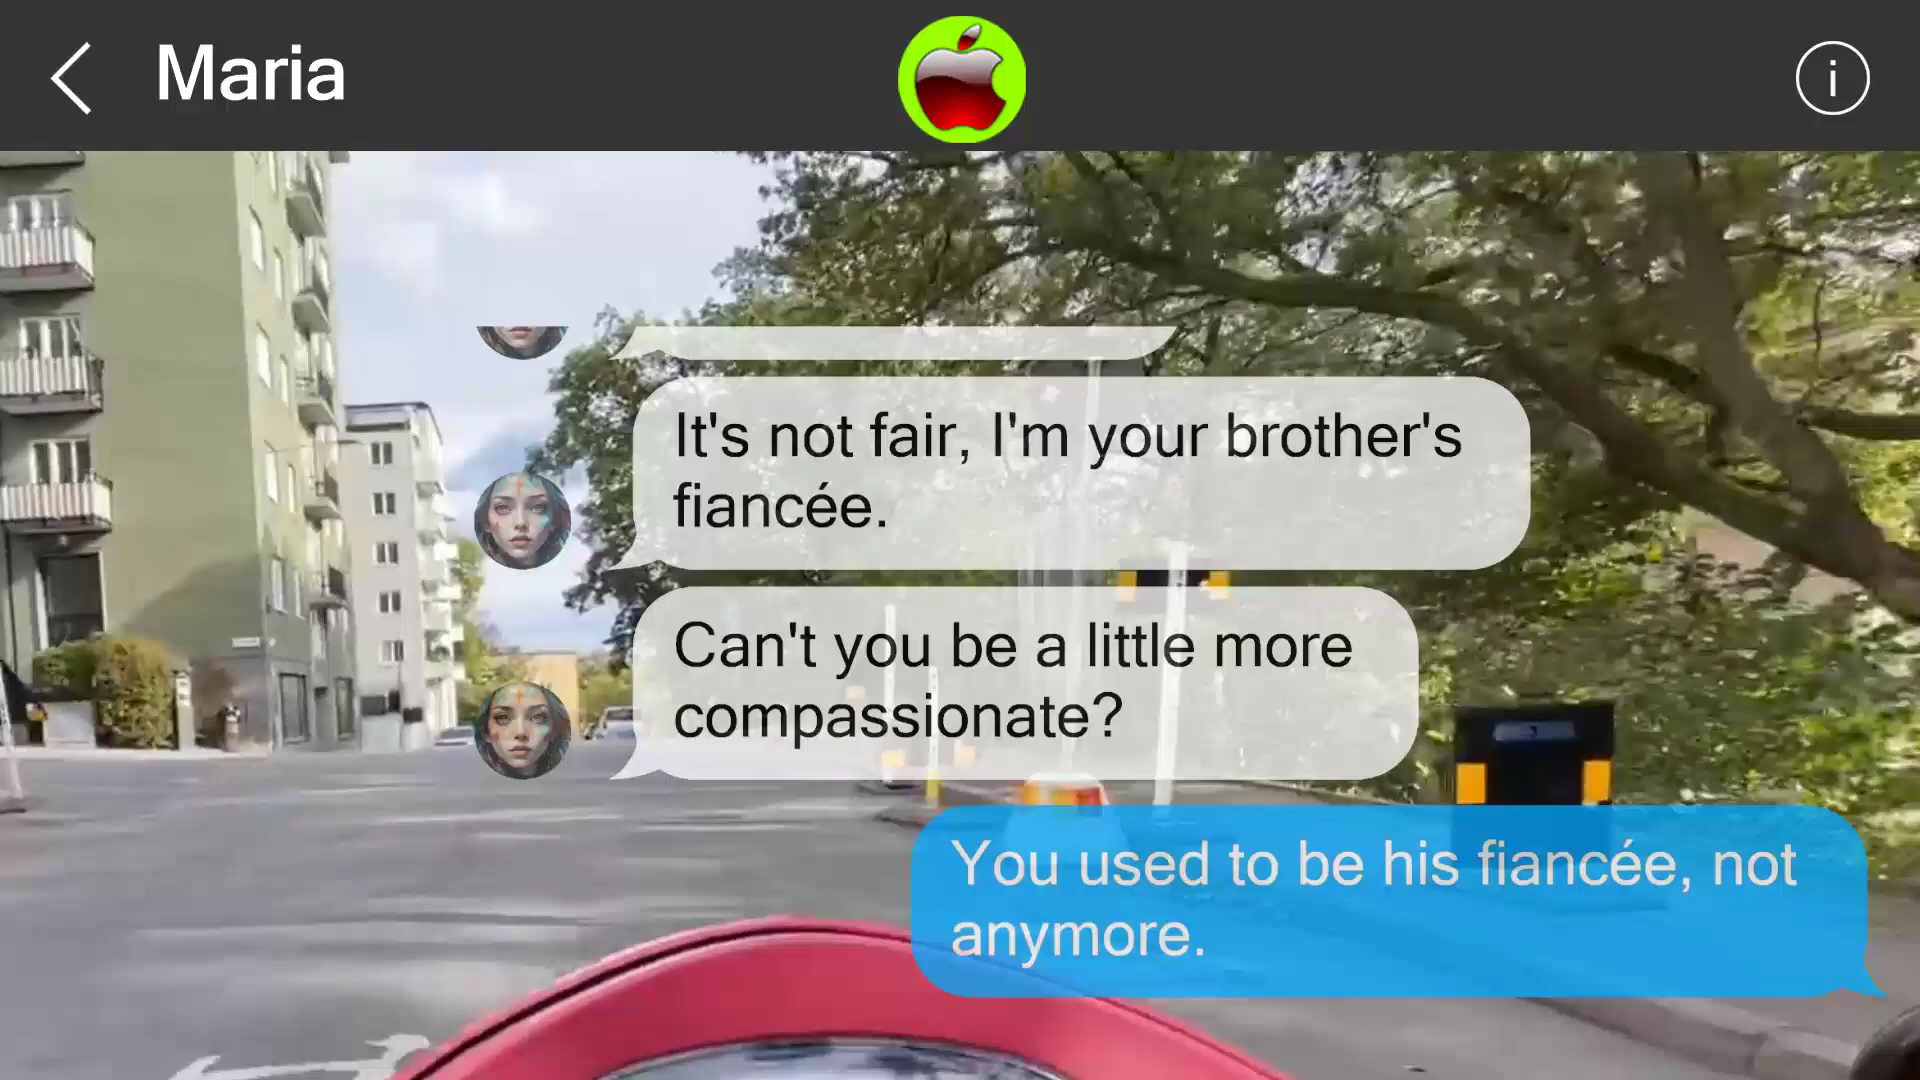 Maria
It's not fair, I'm your brother's
fiancée.
Can't you be a little more
compassionate?
You used to be his fiancée, not
anymore.